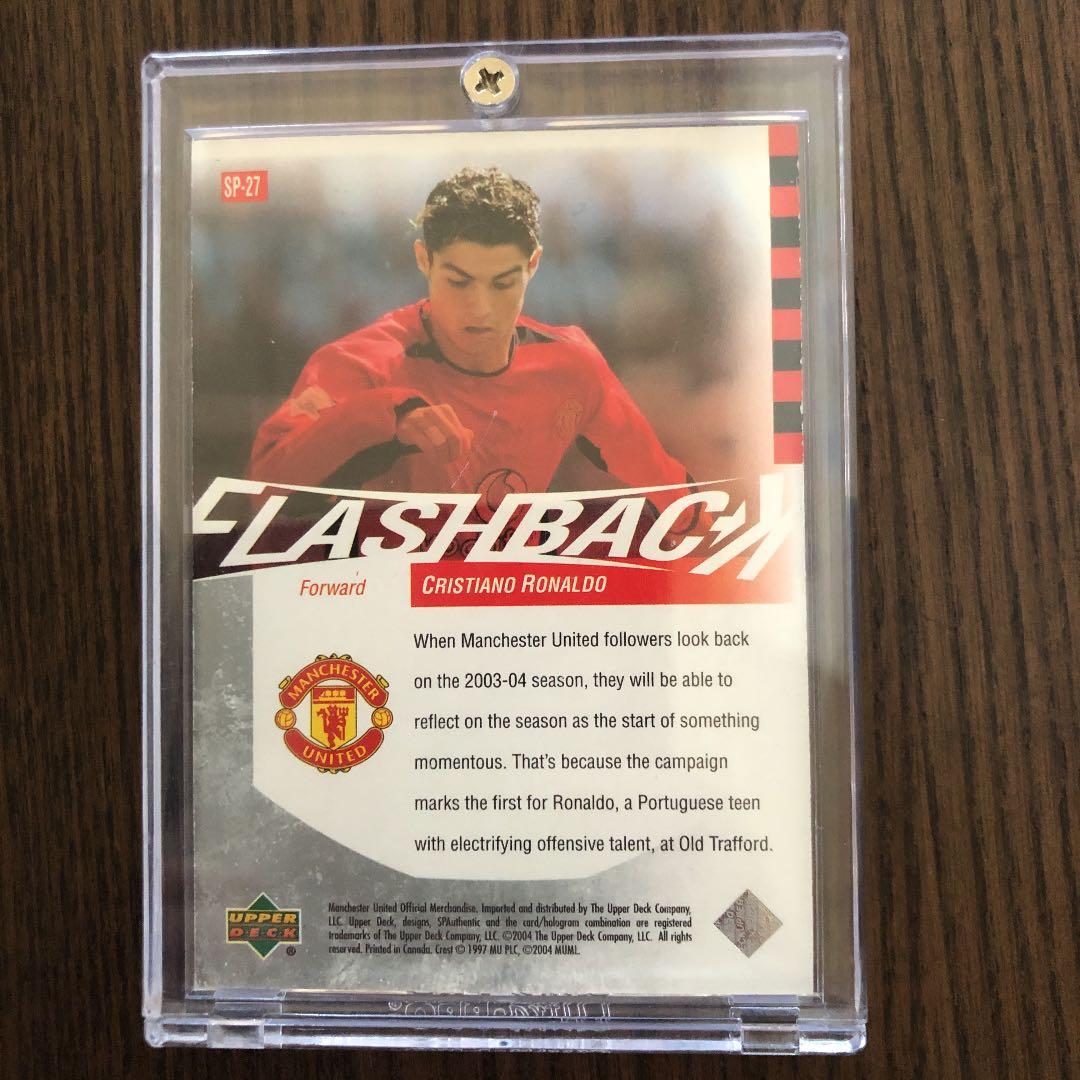 SP-27
FLASHBACK
Forward
CRISTIANO RONALDO
When Manchester United followers look back
on the 2003-04 season, they will be able to
reflect on the season as the start of something
momentous. That's because the campaign
marks the first for Ronaldo, a Portuguese teen
with electrifying offensive talent, at Old Trafford.
MANCHESTER
UNITED
UPPER
DECK
®
Manchester United Official Merchandise. Imported and distributed by The Upper Deck Company,
LLC. Upper Deck, designs, SPAuthentic and the card/hologram combination are registered
trademarks of The Upper Deck Company, LLC. ©2004 The Upper Deck Company, LLC. All rights
reserved. Printed in Canada. Crest © 1997 MU PLC, ©2004 MUML.